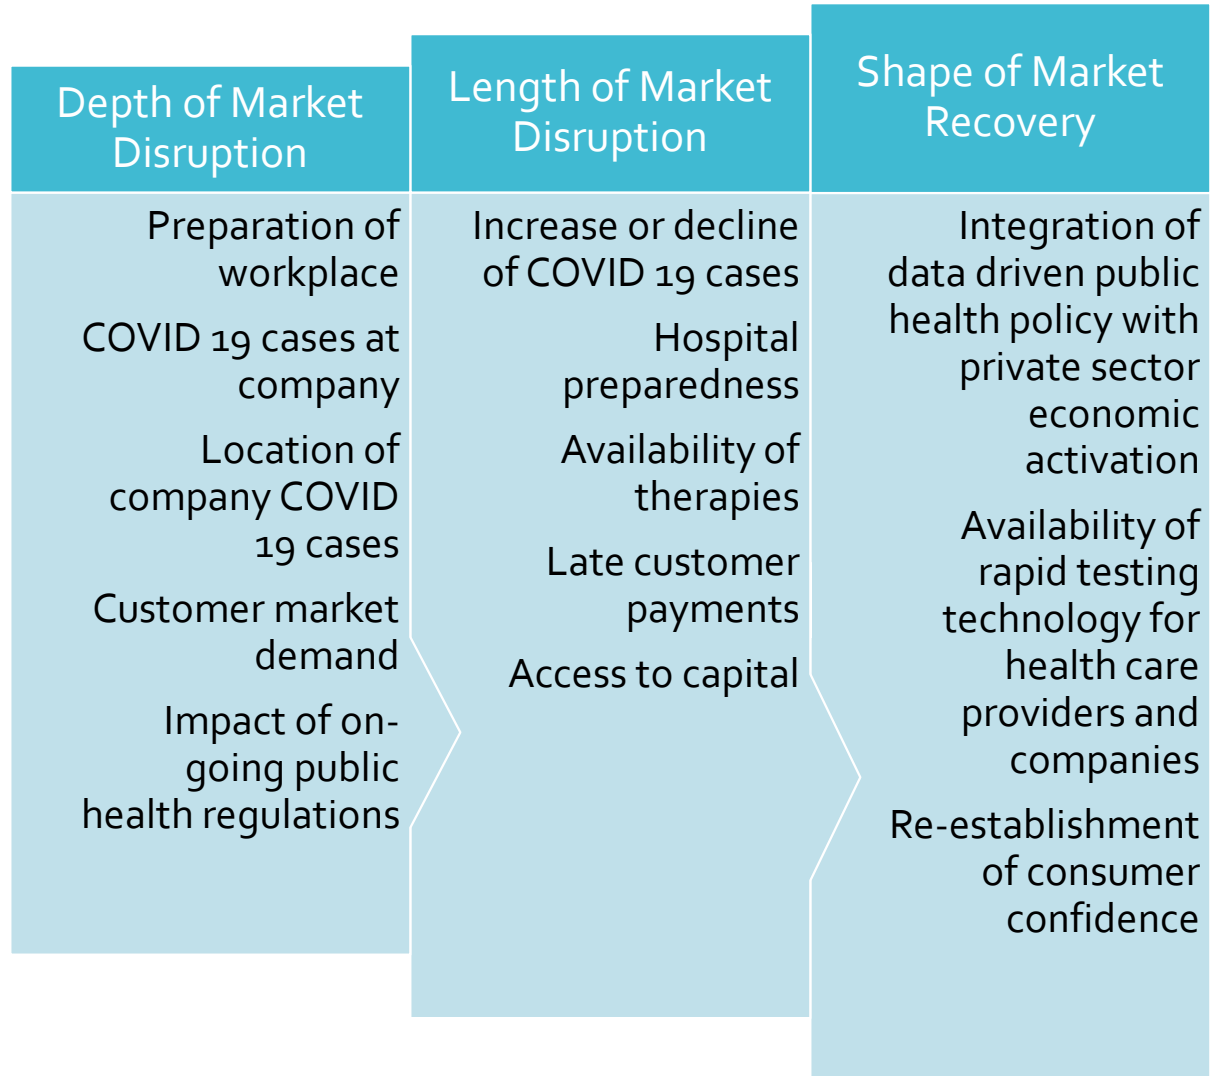 Depth of Market
Disruption
Preparation of
workplace
COVID 19 cases at
company
Location of
company COVID
19 cases
Customer market
demand
Impact of on-
going public
health regulations
Length of Market
Disruption
Increase or decline
of COVID 19 cases
Hospital
preparedness
Availability of
therapies
Late customer
payments
Access to capital
Shape of Market
Recovery
Integration of
data driven public
health policy with
private sector
economic
activation
Availability of
rapid testing
technology for
health care
providers and
companies
Re-establishment
of consumer
confidence